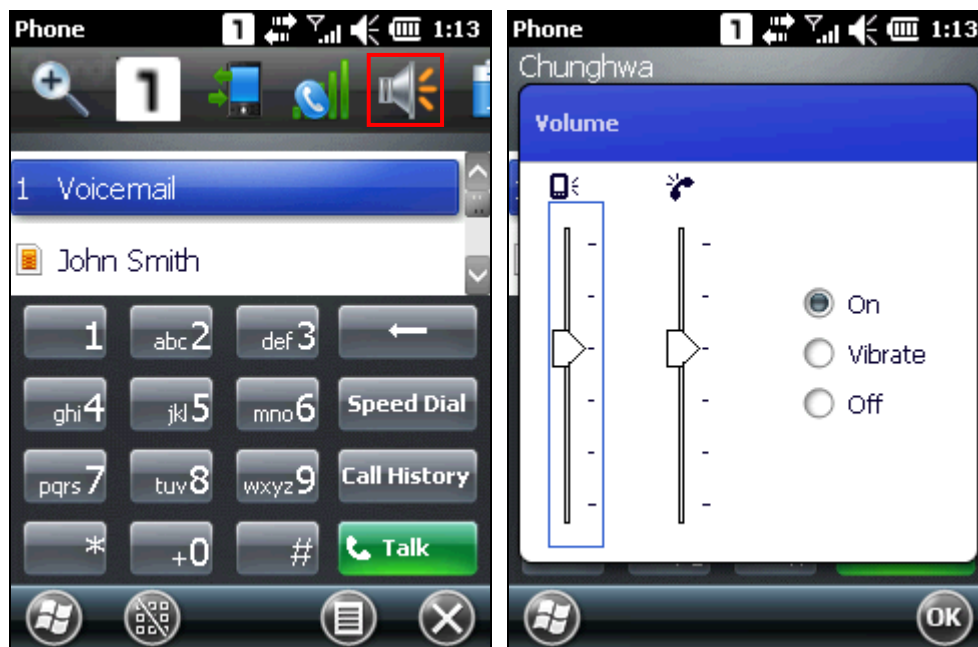 Phone 1 1:13
1
1 Voicemail
John Smith
1 abc 2 def 3 ←
ghi 4 jkl 5 mno 6 Speed Dial
pqrs 7 tuv 8 wxyz 9 Call History
* +0 # Talk
Phone 1 1:13
Chunghwa
Volume
On
Vibrate
Off
OK